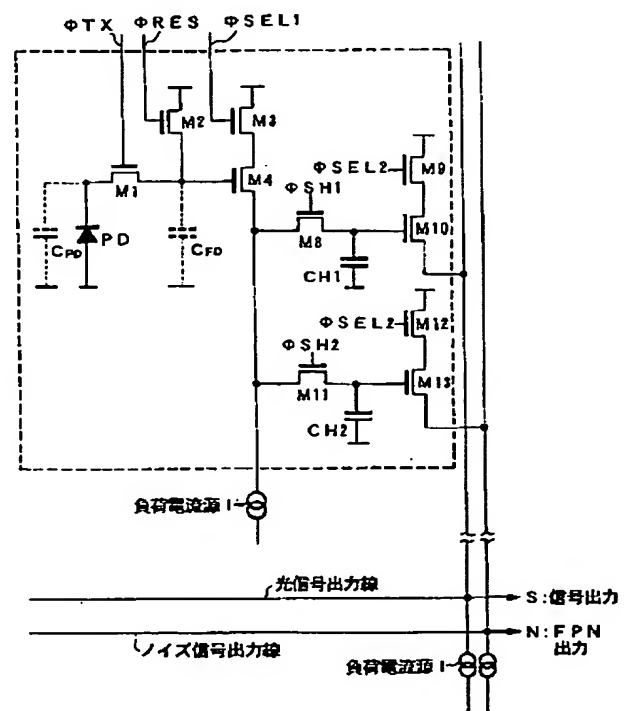 ΦTX ΦRES ΦSEL1
M2
M3
M4
M1
CPD
PD
CFD
ΦSH1
M8
CH1
ΦSEL2
M9
M10
ΦSEL2
M12
ΦSH2
M11
M13
CH2
負荷電流源 I
光信号出力線
S:信号出力
ノイズ信号出力線
N:FPN
出力
負荷電流源 I